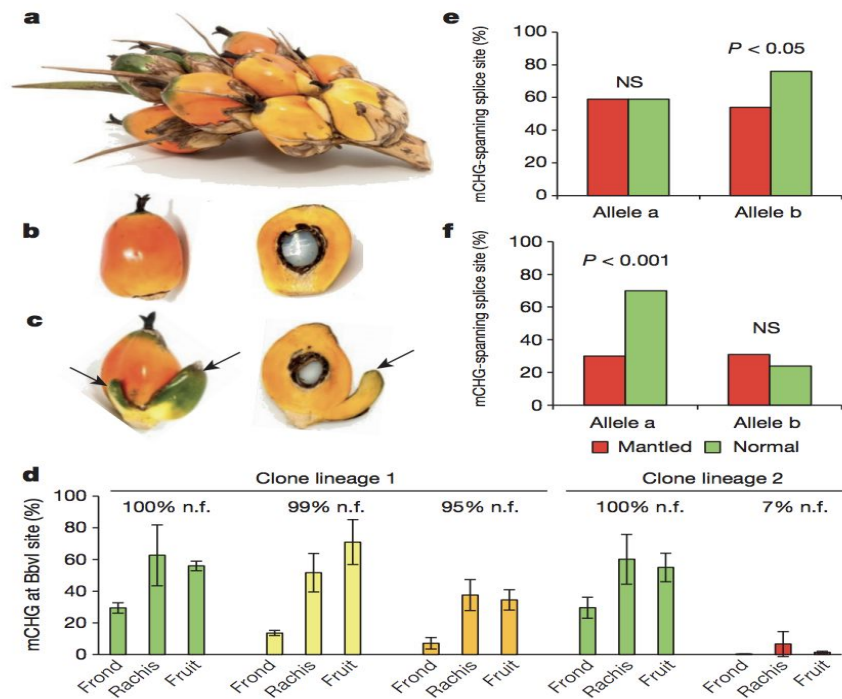 a
b
c
d
Clone lineage 1
Clone lineage 2
100% n.f.
99% n.f.
95% n.f.
100% n.f.
7% n.f.
mCHG at BbvI site (%)
100
80
60
40
20
0
Frond
Rachis
Fruit
Frond
Rachis
Fruit
Frond
Rachis
Fruit
Frond
Rachis
Fruit
Frond
Rachis
Fruit
e
mCHG-spanning splice site (%)
100
80
60
40
20
0
NS
P < 0.05
Allele a
Allele b
f
mCHG-spanning splice site (%)
100
80
60
40
20
0
P < 0.001
NS
Allele a
Allele b
Mantled
Normal